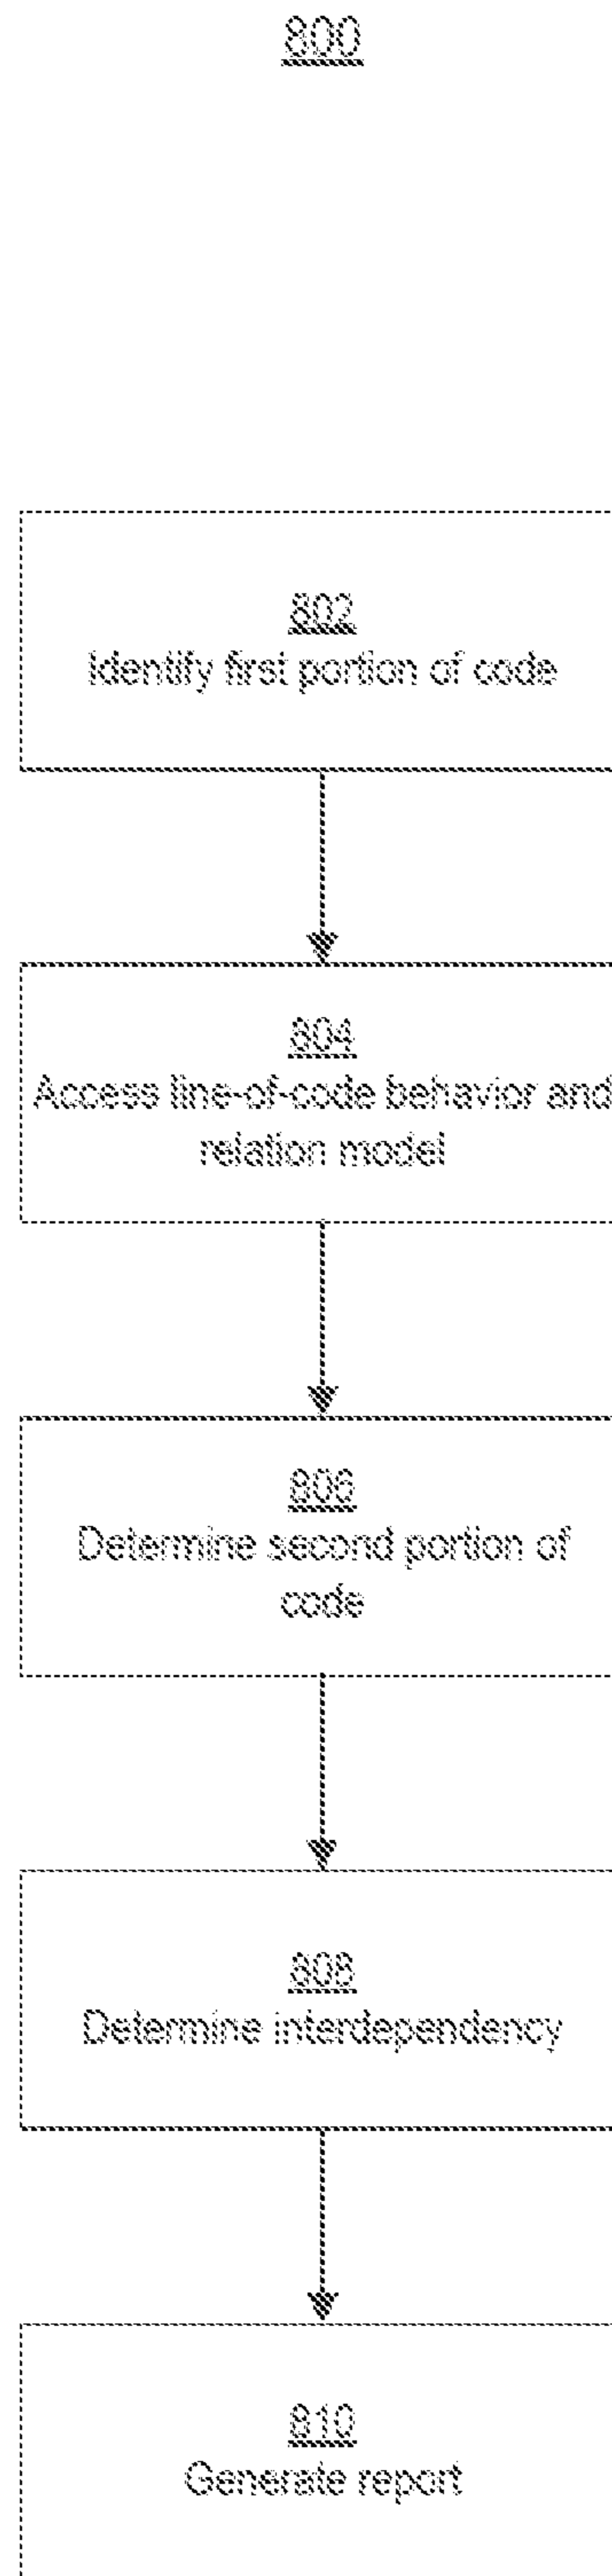 800
802
Identify first portion of code
804
Access line-of-code behavior and
relation model
806
Determine second portion of
code
808
Determine interdependency
810
Generate report